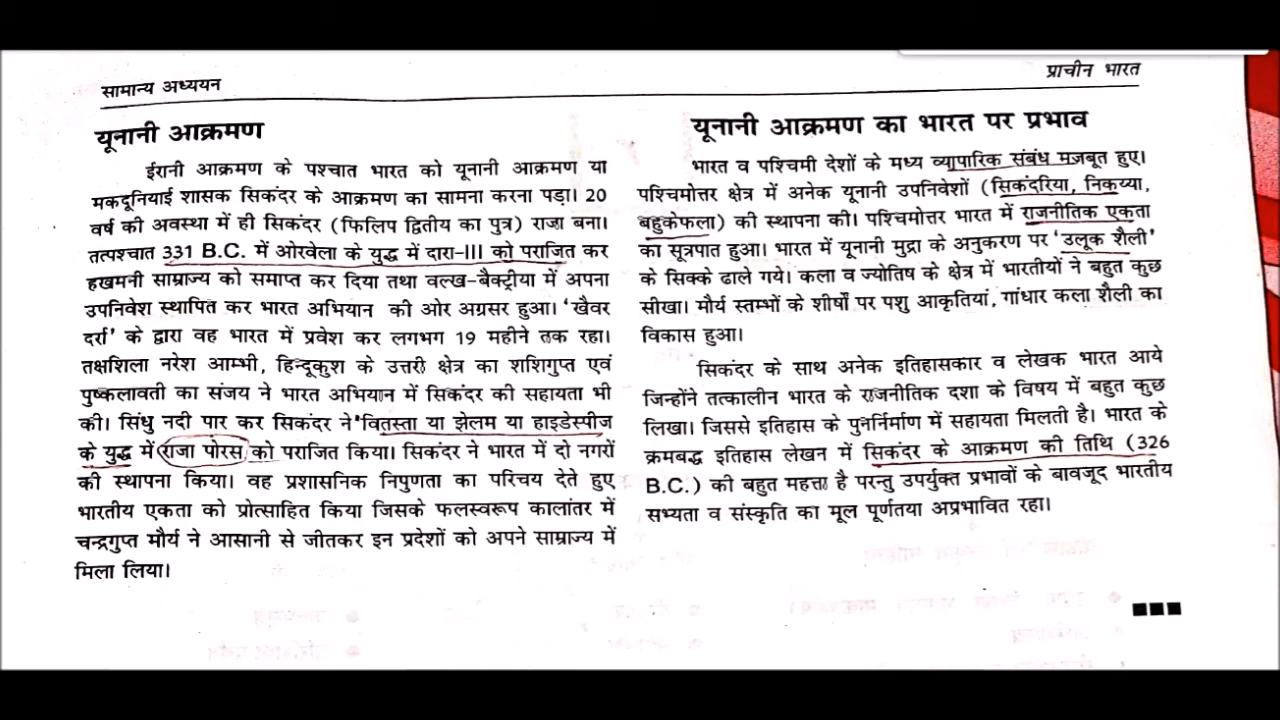 सामान्य अध्ययन
प्राचीन भारत
यूनानी आक्रमण
ईरानी आक्रमण के पश्चात भारत को यूनानी आक्रमण या
मकदूनियाई शासक सिकंदर के आक्रमण का सामना करना पड़ा। 20
वर्ष की अवस्था में ही सिकंदर (फिलिप द्वितीय का पुत्र) राजा बना।
तत्पश्चात 331 B.C. में ओरवेला के युद्ध में दारा-III को पराजित कर
हखमनी साम्राज्य को समाप्त कर दिया तथा वल्ख-बैक्ट्रीया में अपना
उपनिवेश स्थापित कर भारत अभियान की ओर अग्रसर हुआ। 'खैवर
दर्रा' के द्वारा वह भारत में प्रवेश कर लगभग 19 महीने तक रहा।
तक्षशिला नरेश आम्भी, हिन्दूकुश के उत्तरी क्षेत्र का शशिगुप्त एवं
पुष्कलावती का संजय ने भारत अभियान में सिकंदर की सहायता भी
की। सिंधु नदी पार कर सिकंदर ने 'वितस्ता या झेलम या हाइडेस्पीज
के युद्ध में राजा पोरस को पराजित किया। सिकंदर ने भारत में दो नगरों
की स्थापना किया। वह प्रशासनिक निपुणता का परिचय देते हुए
भारतीय एकता को प्रोत्साहित किया जिसके फलस्वरूप कालांतर में
चन्द्रगुप्त मौर्य ने आसानी से जीतकर इन प्रदेशों को अपने साम्राज्य में
मिला लिया।
यूनानी आक्रमण का भारत पर प्रभाव
भारत व पश्चिमी देशों के मध्य व्यापारिक संबंध मजबूत हुए।
पश्चिमोत्तर क्षेत्र में अनेक यूनानी उपनिवेशों (सिकंदरिया, निकय्या,
बहुकेफला) की स्थापना की। पश्चिमोत्तर भारत में राजनीतिक एकता
का सूत्रपात हुआ। भारत में यूनानी मुद्रा के अनुकरण पर 'उलूक शैली'
के सिक्के ढाले गये। कला व ज्योतिष के क्षेत्र में भारतीयों ने बहुत कुछ
सीखा। मौर्य स्तम्भों के शीर्षों पर पशु आकृतियां, गांधार कला शैली का
विकास हुआ।
सिकंदर के साथ अनेक इतिहासकार व लेखक भारत आये
जिन्होंने तत्कालीन भारत के राजनीतिक दशा के विषय में बहुत कुछ
लिखा। जिससे इतिहास के पुनर्निर्माण में सहायता मिलती है। भारत के
क्रमबद्ध इतिहास लेखन में सिकंदर के आक्रमण की तिथि (326
B.C.) की बहुत महत्ता है परन्तु उपर्युक्त प्रभावों के बावजूद भारतीय
सभ्यता व संस्कृति का मूल पूर्णतया अप्रभावित रहा।